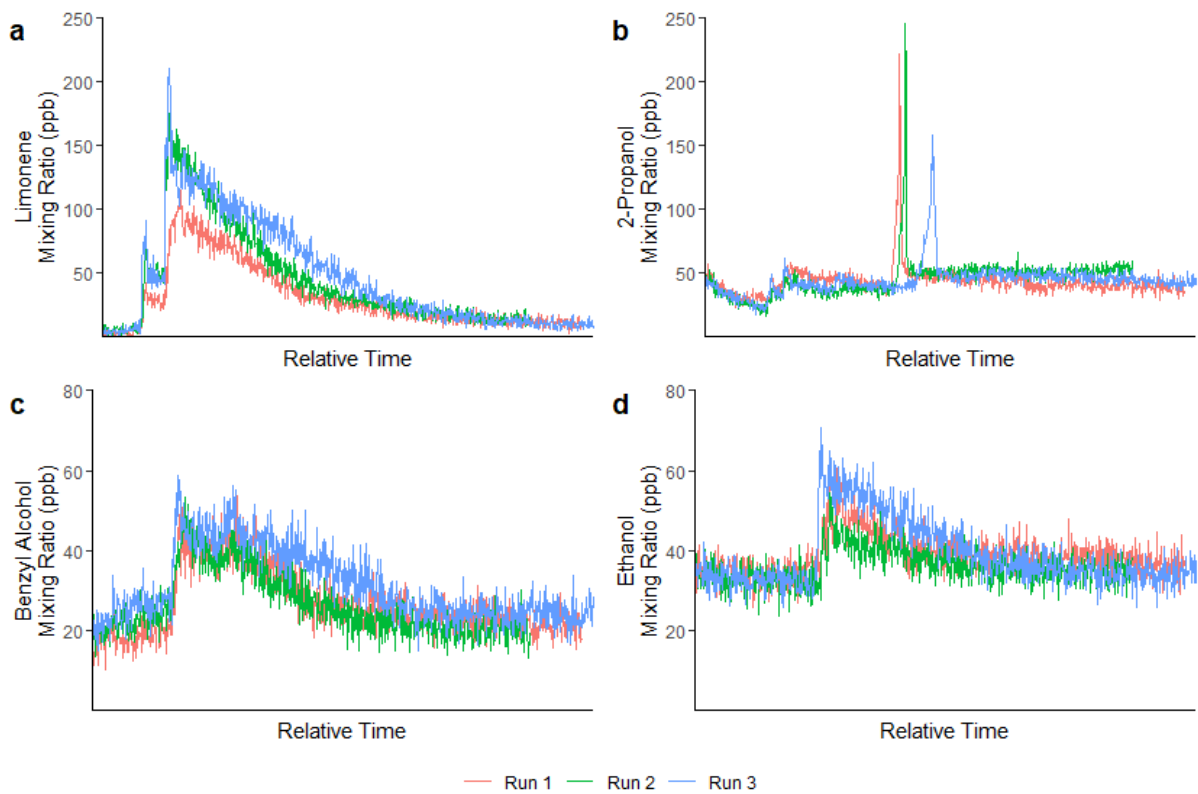 a
Limonene
Mixing Ratio (ppb)
250
200
150
100
50
Relative Time
b
2-Propanol
Mixing Ratio (ppb)
250
200
150
100
50
Relative Time
c
Benzyl Alcohol
Mixing Ratio (ppb)
80
60
40
20
Relative Time
d
Ethanol
Mixing Ratio (ppb)
80
60
40
20
Relative Time
Run 1 Run 2 Run 3